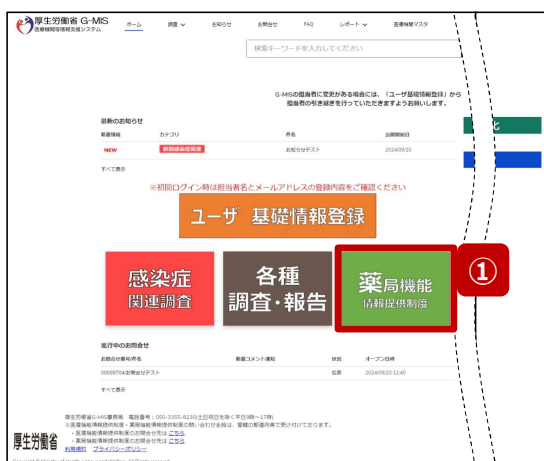 厚生労働省 G-MIS
医療機関等情報支援システム
ホーム 調査 お知らせ お問合せ FAQ レポート 医療機関マスタ
検索キーワードを入力してください
G-MISの担当者に変更がある場合には、「ユーザ基礎情報登録」から
担当者の引き継ぎを行っていただきますようお願いします。
最新のお知らせ
新着情報 カテゴリ 件名 公開開始日
NEW 新興感染症関連 お知らせテスト 2024/09/20
すべて表示
※初回ログイン時は担当者名とメールアドレスの登録内容をご確認ください
ユーザ 基礎情報登録
感染症
関連調査
各種
調査・報告
薬局機能
情報提供制度
①
進行中のお問合せ
お問合せ番号/件名 新着コメント通知 状況 オープン日時
00099704/お問合せテスト 起票 2024/09/20 12:40
すべて表示
厚生労働省G-MIS事務局 電話番号：050-3355-8230(土日祝日を除く平日9時～17時)
※医療機能情報提供制度・薬局機能情報提供制度の問い合わせ全般は、管轄の都道府県で受け付けております。
・医療機能情報提供制度のお問合せ先は こちら
・薬局機能情報提供制度のお問合せ先は こちら
厚生労働省
利用規約 プライバシーポリシー